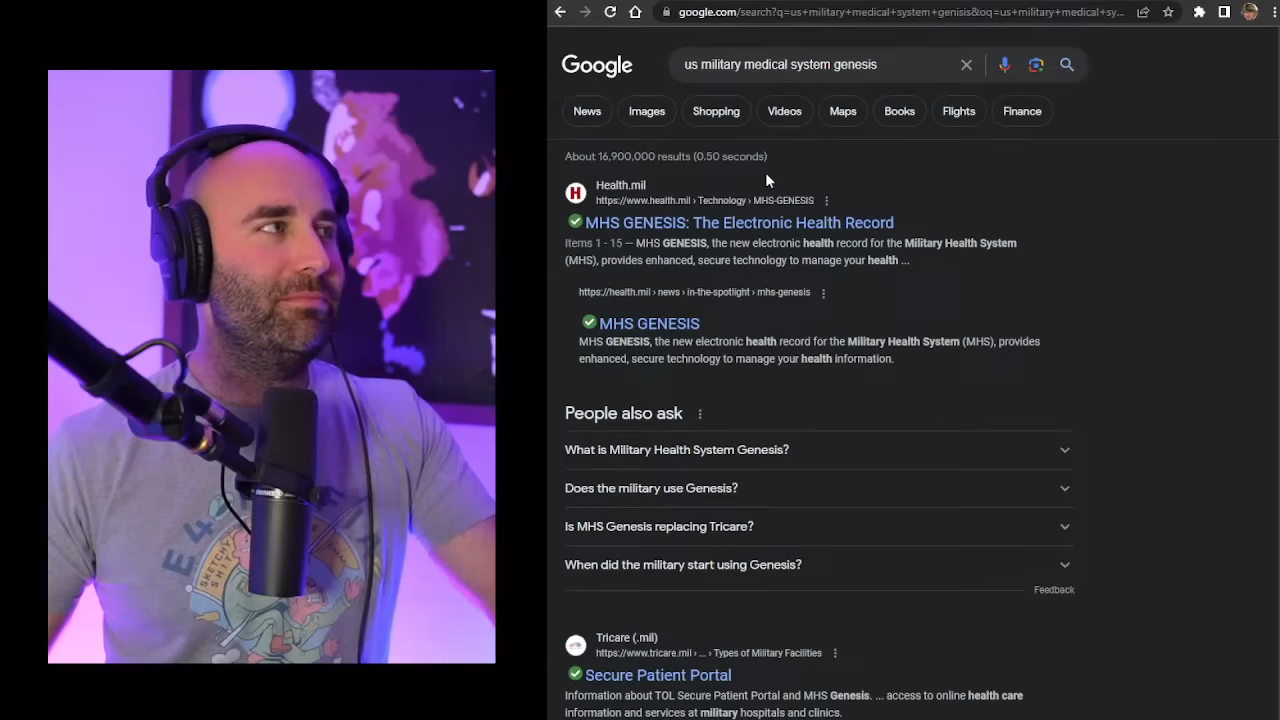 google.com/search?q=us+military+medical+system+genisis&oq=us+military+medical+sy...
Google
us military medical system genesis
News
Images
Shopping
Videos
Maps
Books
Flights
Finance
About 16,900,000 results (0.50 seconds)
H
Health.mil
https://www.health.mil › Technology › MHS-GENESIS
MHS GENESIS: The Electronic Health Record
Items 1 - 15 — MHS GENESIS, the new electronic health record for the Military Health System
(MHS), provides enhanced, secure technology to manage your health ...
https://health.mil › news › in-the-spotlight › mhs-genesis
MHS GENESIS
MHS GENESIS, the new electronic health record for the Military Health System (MHS), provides
enhanced, secure technology to manage your health information.
People also ask
What is Military Health System Genesis?
Does the military use Genesis?
Is MHS Genesis replacing Tricare?
When did the military start using Genesis?
Feedback
Tricare (.mil)
https://www.tricare.mil › ... › Types of Military Facilities
Secure Patient Portal
Information about TOL Secure Patient Portal and MHS Genesis. ... access to online health care
information and services at military hospitals and clinics.
E4
SKETCHY
SHIT